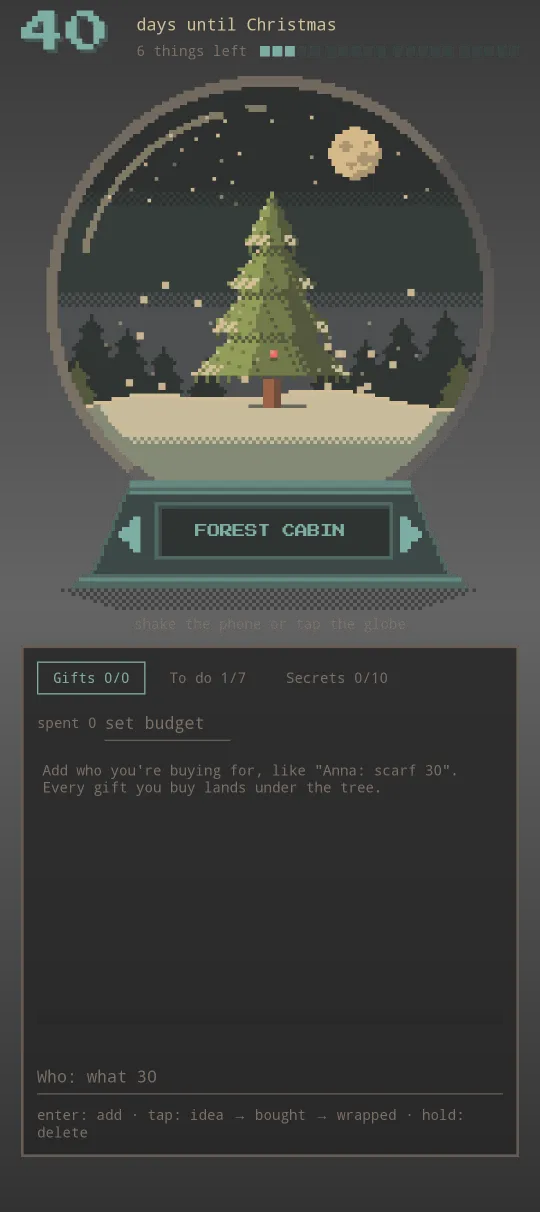 40
days until Christmas
6 things left
FOREST CABIN
shake the phone or tap the globe
Gifts 0/0
To do 1/7
Secrets 0/10
spent 0 set budget
Add who you're buying for, like "Anna: scarf 30".
Every gift you buy lands under the tree.
Who: what 30
enter: add · tap: idea → bought → wrapped · hold:
delete